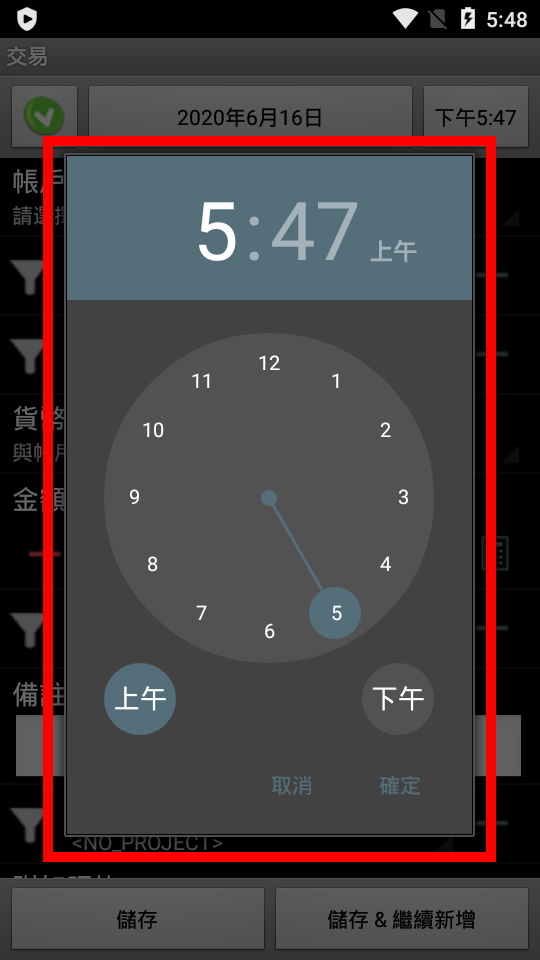 5:48
交易
2020年6月16日
下午5:47
帳戶
請選擇
5:47 上午
12
11
1
10
2
9
3
8
4
7
5
6
貨幣
與帳戶
金額
備註
上午
下午
取消
確定
<NO_PROJECT>
儲存
儲存 & 繼續新增